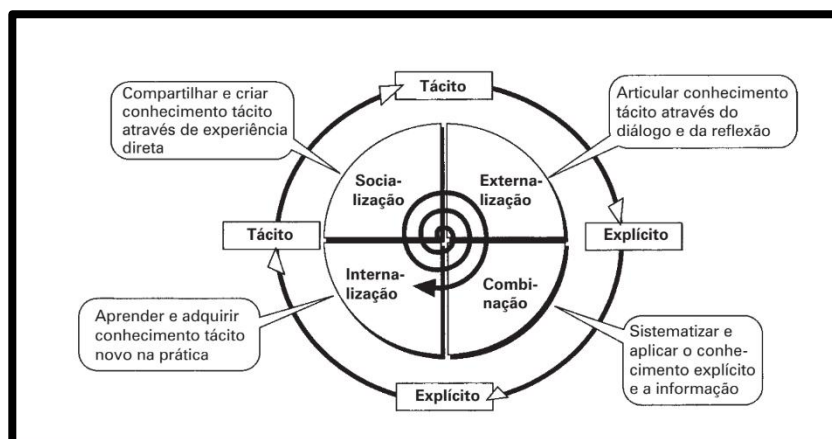 Tácito
Compartilhar e criar
conhecimento tácito
através de experiência
direta
Articular conhecimento
tácito através do
diálogo e da reflexão
Socia-
lização
Externa-
lização
Tácito
Explícito
Interna-
lização
Combi-
nação
Aprender e adquirir
conhecimento tácito
novo na prática
Sistematizar e
aplicar o conhe-
cimento explícito
e a informação
Explícito